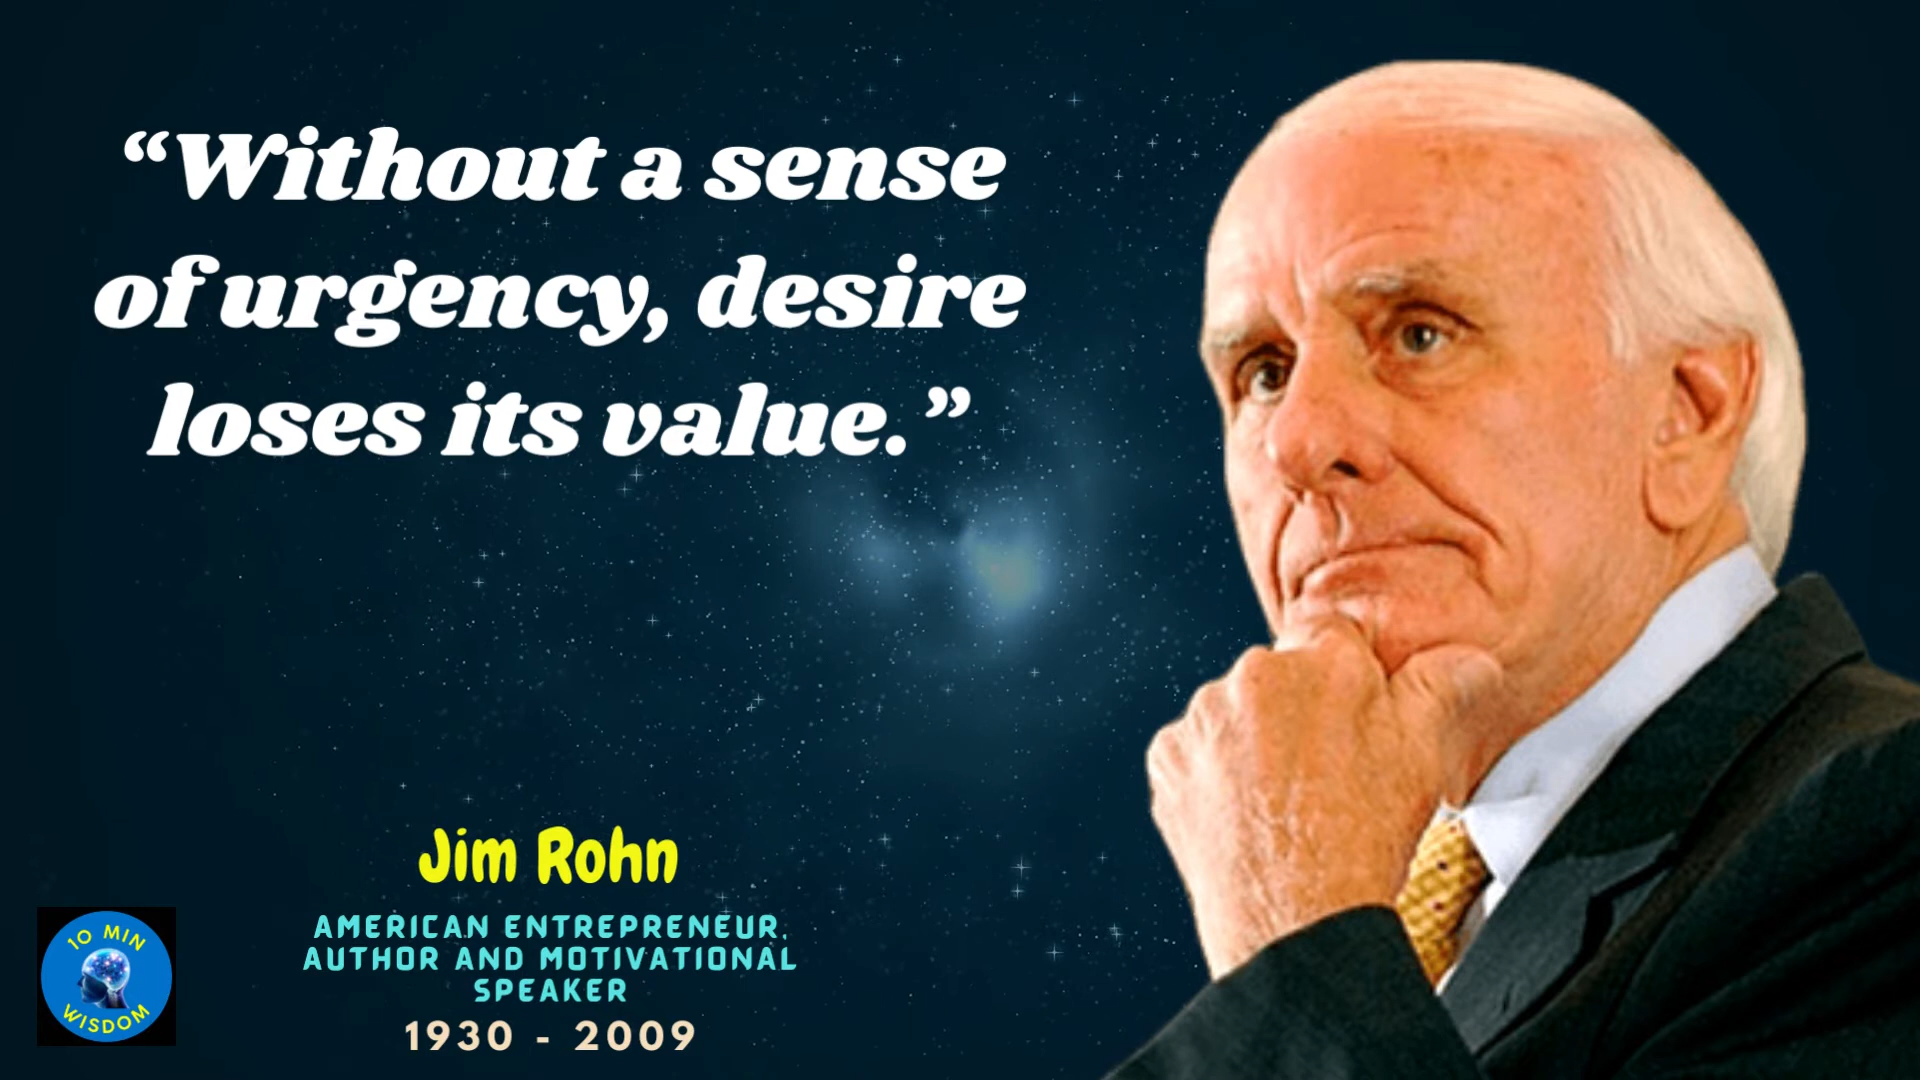 “Without a sense
of urgency, desire
loses its value.”
Jim Rohn
AMERICAN ENTREPRENEUR,
AUTHOR AND MOTIVATIONAL
SPEAKER
1930 - 2009
10 MIN
WISDOM